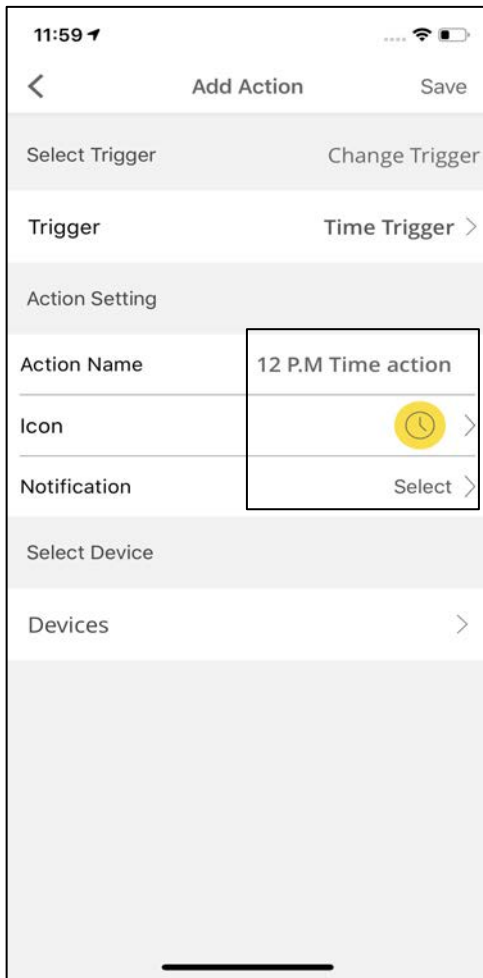 11:59
Add Action Save
Select Trigger Change Trigger
Trigger Time Trigger
Action Setting
Action Name 12 P.M Time action
Icon
Notification Select
Select Device
Devices